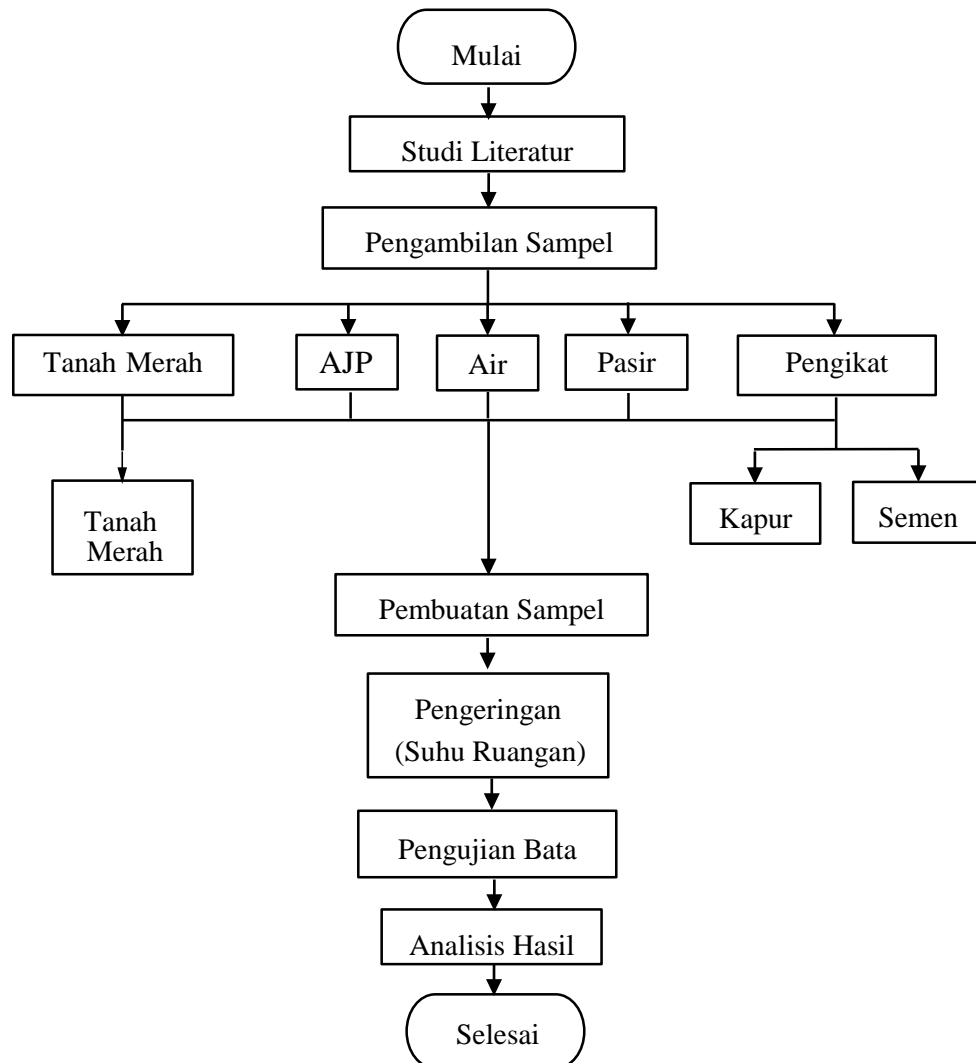 Mulai
Studi Literatur
Pengambilan Sampel
Tanah Merah
AJP
Air
Pasir
Pengikat
Tanah
Merah
Kapur
Semen
Pembuatan Sampel
Pengeringan
(Suhu Ruangan)
Pengujian Bata
Analisis Hasil
Selesai